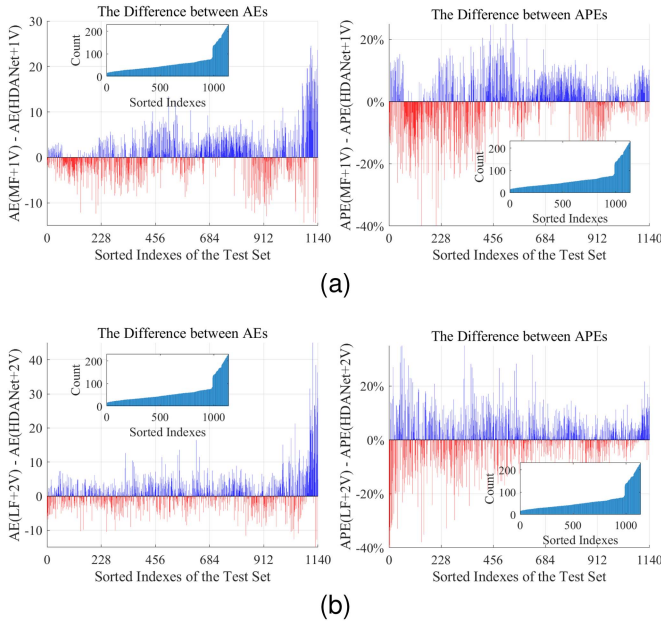 The Difference between AEs
The Difference between APEs
30
20
10
0
-10
AE(MF+1V) - AE(HDANet+1V)
200
100
0
Count
0 500 1000
Sorted Indexes
0 228 456 684 912 1140
Sorted Indexes of the Test Set
20%
0%
-20%
-40%
APE(MF+1V) - APE(HDANet+1V)
200
100
0
Count
0 500 1000
Sorted Indexes
0 228 456 684 912 1140
Sorted Indexes of the Test Set
(a)
The Difference between AEs
The Difference between APEs
40
30
20
10
0
-10
AE(LF+2V) - AE(HDANet+2V)
200
100
0
Count
0 500 1000
Sorted Indexes
0 228 456 684 912 1140
Sorted Indexes of the Test Set
20%
0%
-20%
-40%
APE(LF+2V) - APE(HDANet+2V)
200
100
0
Count
0 500 1000
Sorted Indexes
0 228 456 684 912 1140
Sorted Indexes of the Test Set
(b)